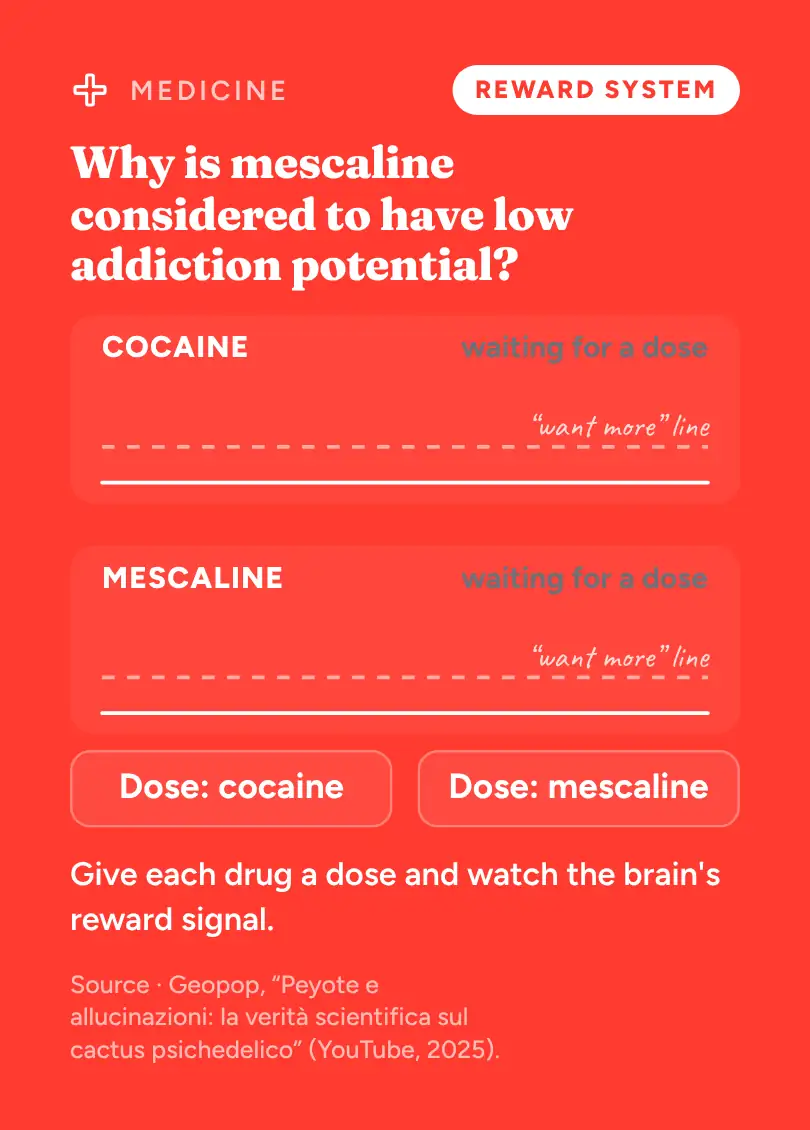 MEDICINE
REWARD SYSTEM
Why is mescaline
considered to have low
addiction potential?
COCAINE
waiting for a dose
“want more” line
MESCALINE
waiting for a dose
“want more” line
Dose: cocaine
Dose: mescaline
Give each drug a dose and watch the brain's
reward signal.
Source · Geopop, “Peyote e
allucinazioni: la verità scientifica sul
cactus psichedelico” (YouTube, 2025).